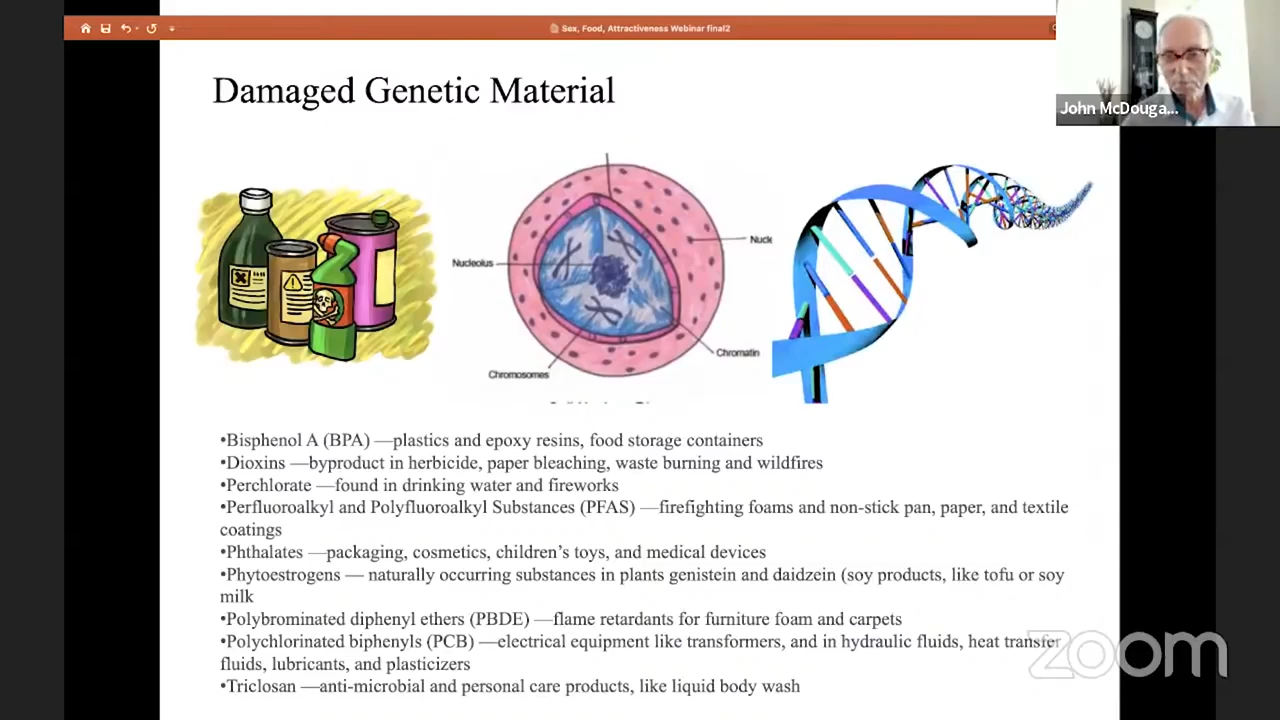 Sex, Food, Attractiveness Webinar final2
John McDouga...
Damaged Genetic Material
Nucleolus
Nucle
Chromatin
Chromosomes
•Bisphenol A (BPA) —plastics and epoxy resins, food storage containers
•Dioxins —byproduct in herbicide, paper bleaching, waste burning and wildfires
•Perchlorate —found in drinking water and fireworks
•Perfluoroalkyl and Polyfluoroalkyl Substances (PFAS) —firefighting foams and non-stick pan, paper, and textile
coatings
•Phthalates —packaging, cosmetics, children’s toys, and medical devices
•Phytoestrogens — naturally occurring substances in plants genistein and daidzein (soy products, like tofu or soy
milk
•Polybrominated diphenyl ethers (PBDE) —flame retardants for furniture foam and carpets
•Polychlorinated biphenyls (PCB) —electrical equipment like transformers, and in hydraulic fluids, heat transfer
fluids, lubricants, and plasticizers
•Triclosan —anti-microbial and personal care products, like liquid body wash
zoom